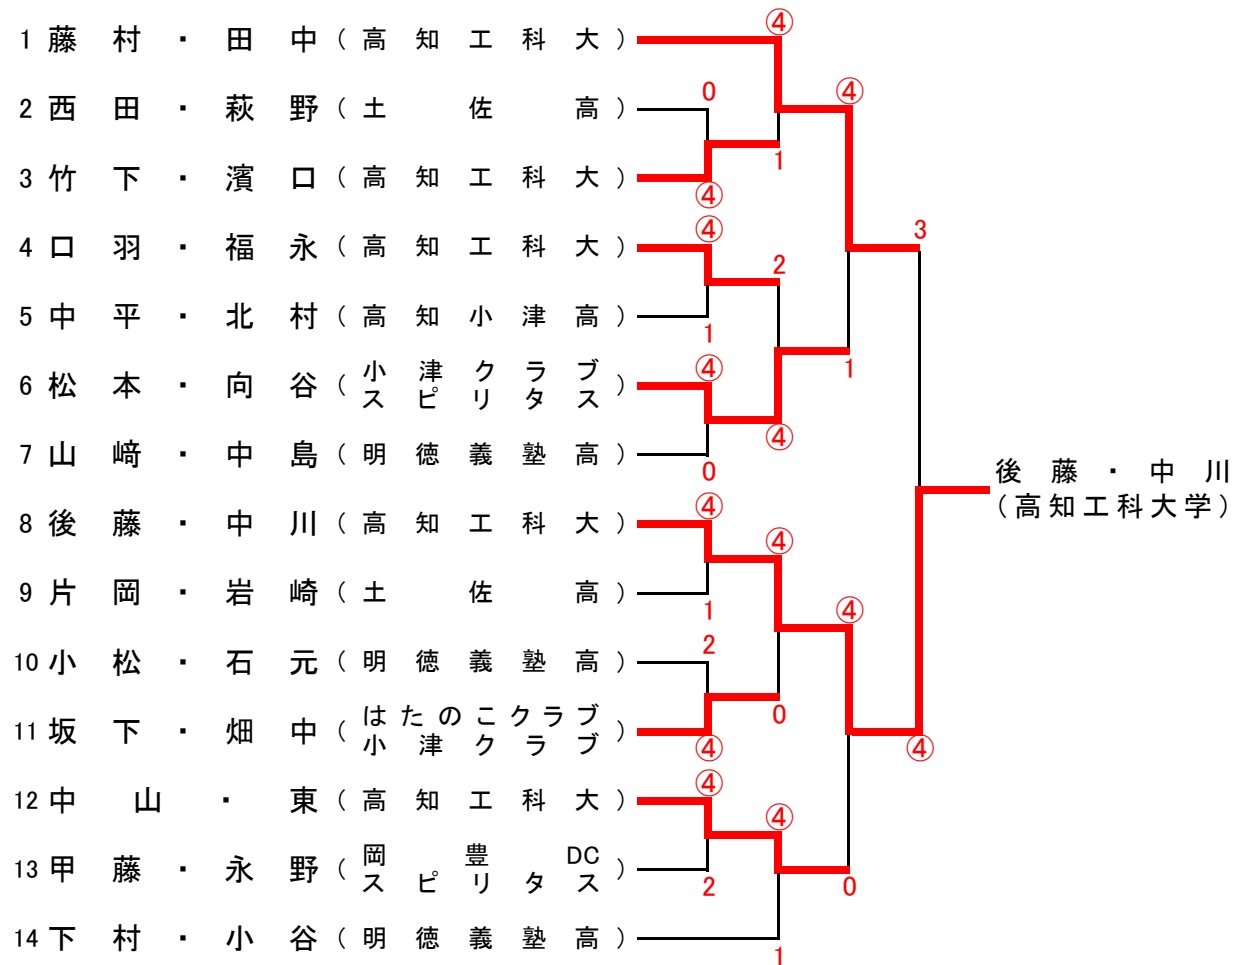 ④
1 藤村・田中(高知工科大)
0
④
2 西田・萩野(土佐高)
1
3 竹下・濱口(高知工科大)
④
④
3
4 口羽・福永(高知工科大)
2
5 中平・北村(高知小津高)
1
④
1
6 松本・向谷(小津クラブ
スピリタス)
④
7 山﨑・中島(明徳義塾高)
0
後藤・中川
(高知工科大学)
④
8 後藤・中川(高知工科大)
④
9 片岡・岩崎(土佐高)
1
④
2
10 小松・石元(明徳義塾高)
0
11 坂下・畑中(はたのこクラブ
小津クラブ)
④
④
④
12 中山・東(高知工科大)
④
13 甲藤・永野(岡豊DC
スピリタス)
2
0
14 下村・小谷(明徳義塾高)
1